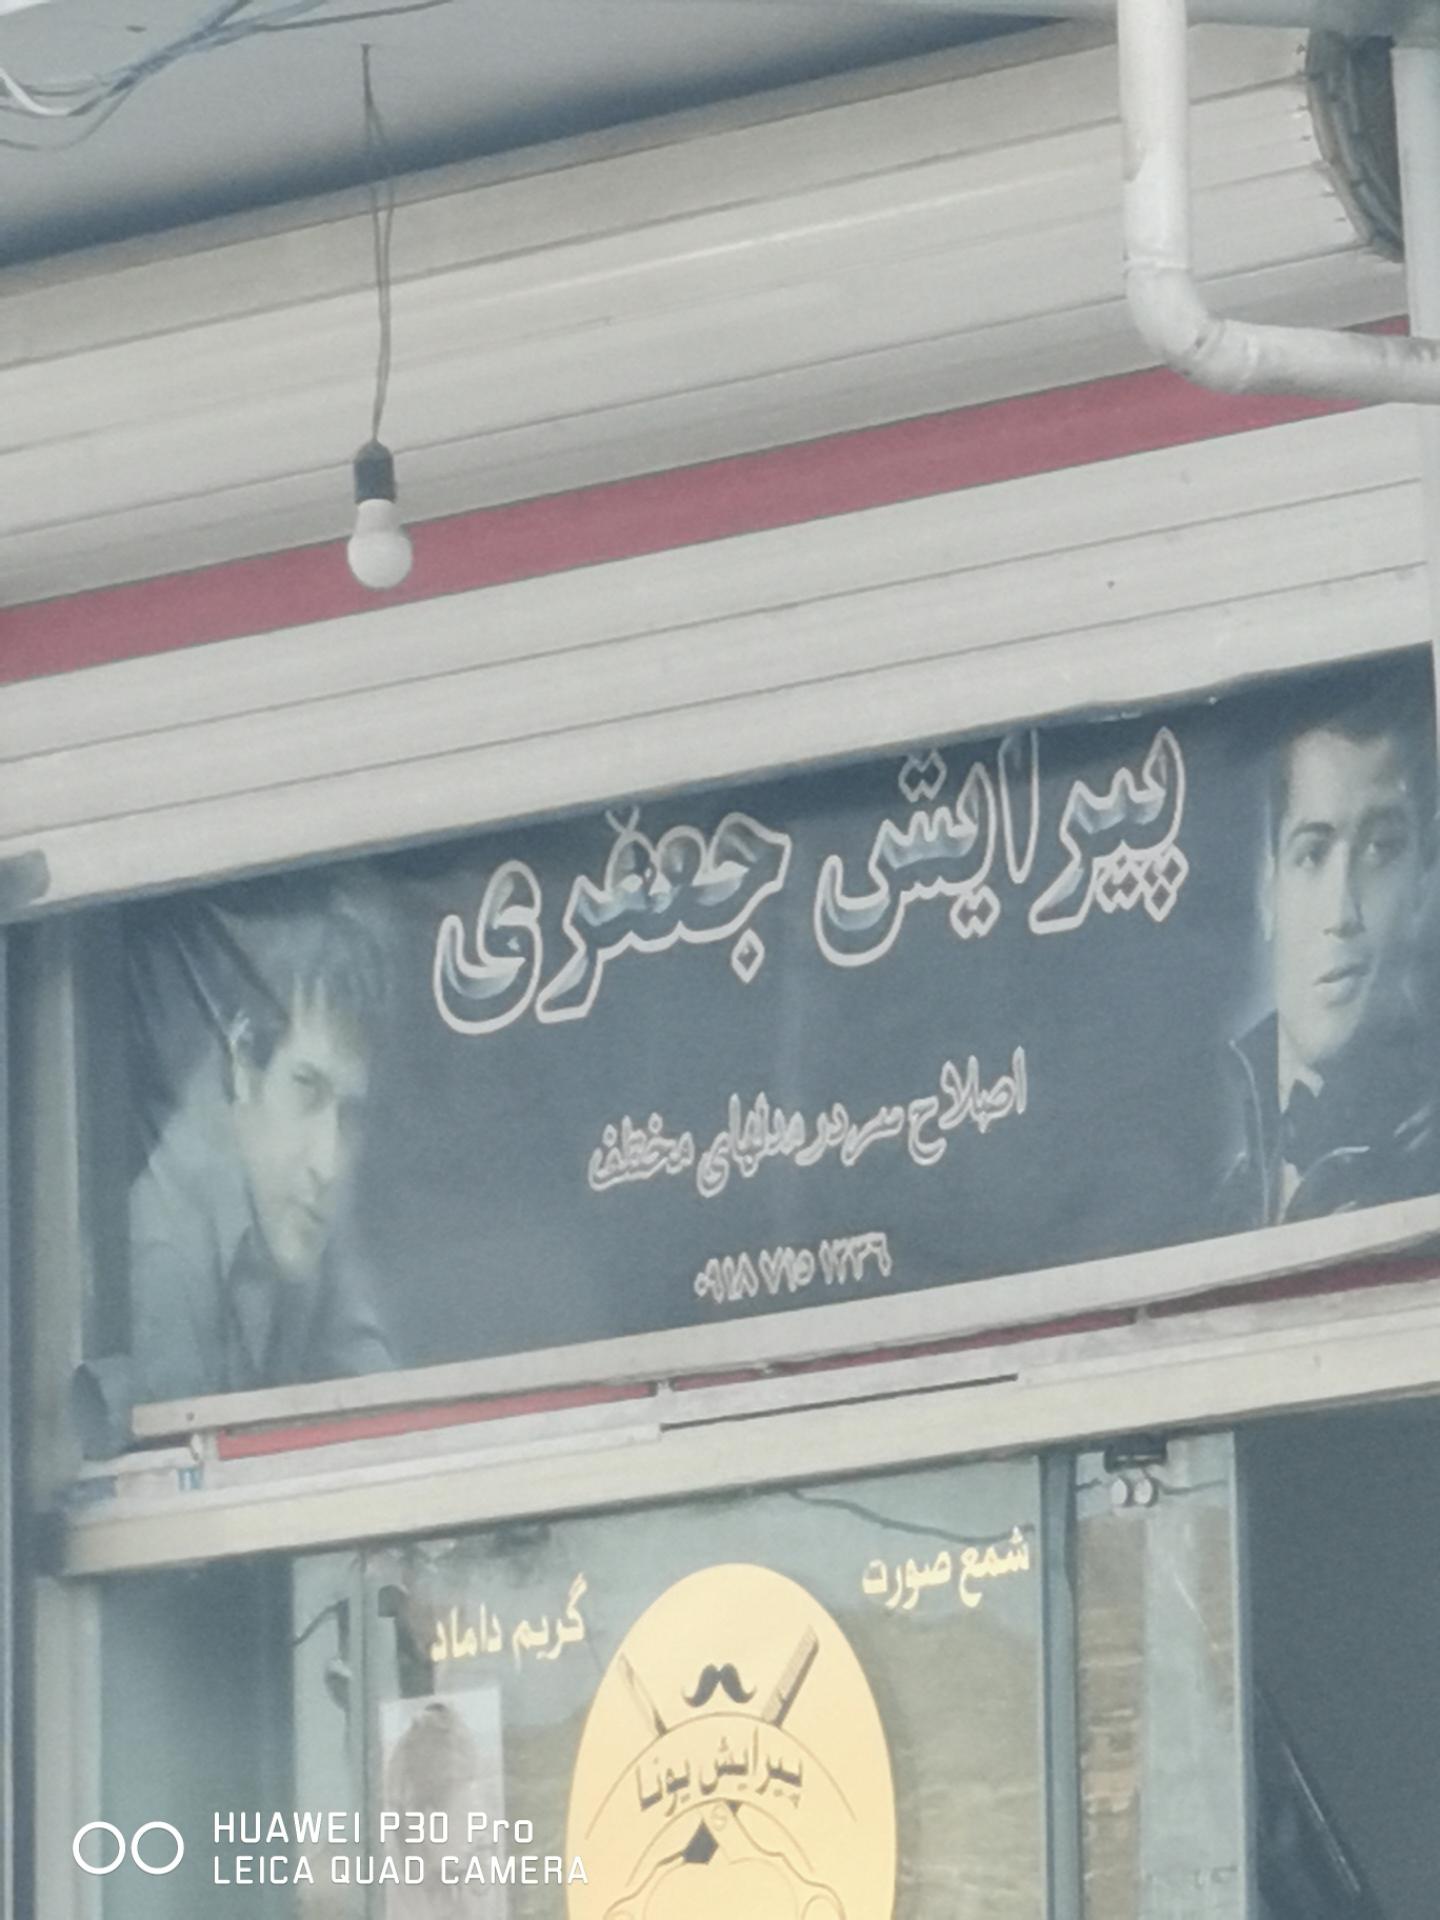 پیرایش جعفری
اصلاح سر در مدلهای مختلف
۰۹۱۸ ۷۱۵ ۱۲۳۶
شمع صورت
گریم داماد
پیرایش یونا
HUAWEI P30 Pro
LEICA QUAD CAMERA